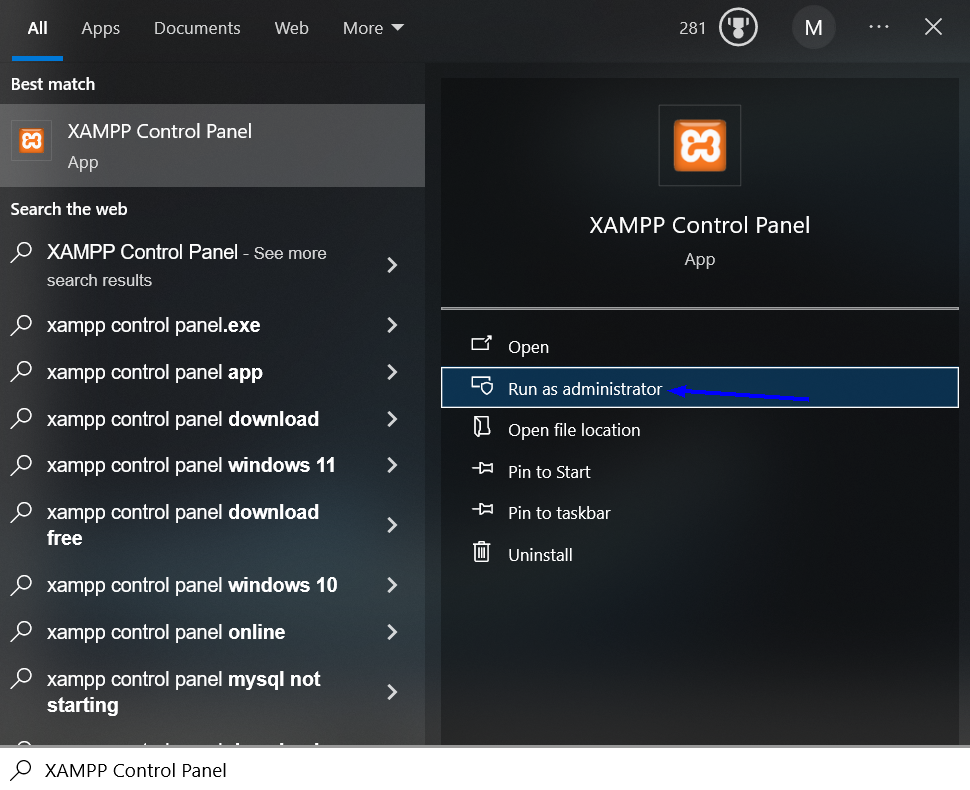 All Apps Documents Web More 281 M
Best match
XAMPP Control Panel
App
Search the web
XAMPP Control Panel - See more
search results
xampp control panel.exe
xampp control panel app
xampp control panel download
xampp control panel windows 11
xampp control panel download
free
xampp control panel windows 10
xampp control panel online
xampp control panel mysql not
starting
XAMPP Control Panel
App
Open
Run as administrator
Open file location
Pin to Start
Pin to taskbar
Uninstall
XAMPP Control Panel